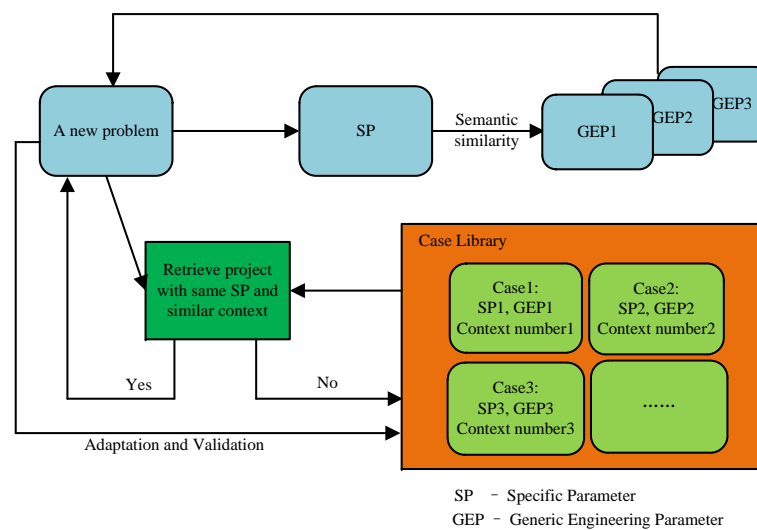 A new problem
SP
Semantic
similarity
GEP1
GEP2
GEP3
Retrieve project
with same SP and
similar context
Case Library
Case1:
SP1, GEP1
Context number1
Case2:
SP2, GEP2
Context number2
Yes
No
Case3:
SP3, GEP3
Context number3
……
Adaptation and Validation
SP – Specific Parameter
GEP – Generic Engineering Parameter